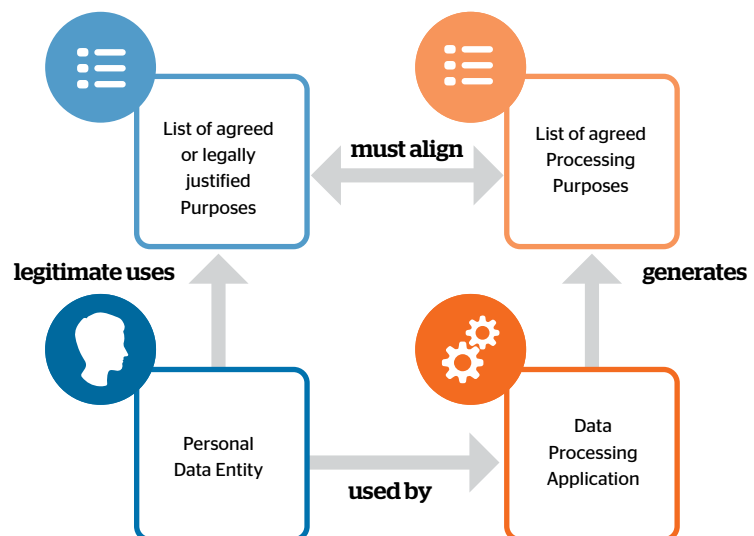 List of agreed
or legally
justified
Purposes
must align
List of agreed
Processing
Purposes
legitimate uses
generates
Personal
Data Entity
used by
Data
Processing
Application